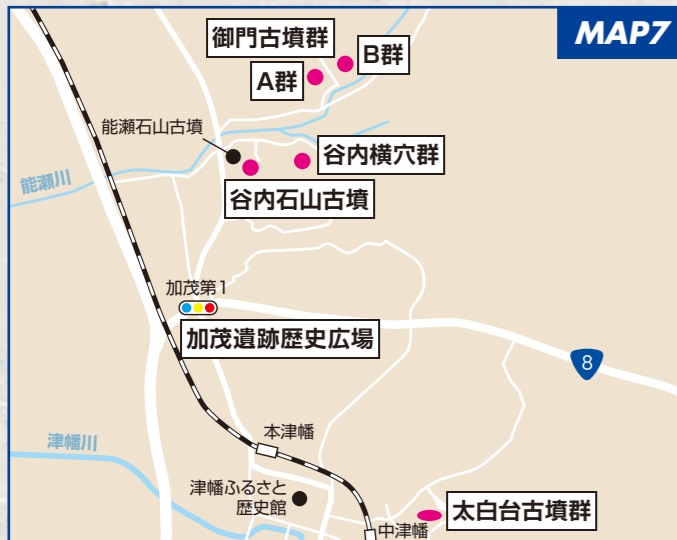 MAP7
御門古墳群
B群
A群
能瀬石山古墳
谷内横穴群
能瀬川
谷内石山古墳
加茂第1
加茂遺跡歴史広場
8
津幡川
本津幡
津幡ふるさと
歴史館
太白台古墳群
中津幡